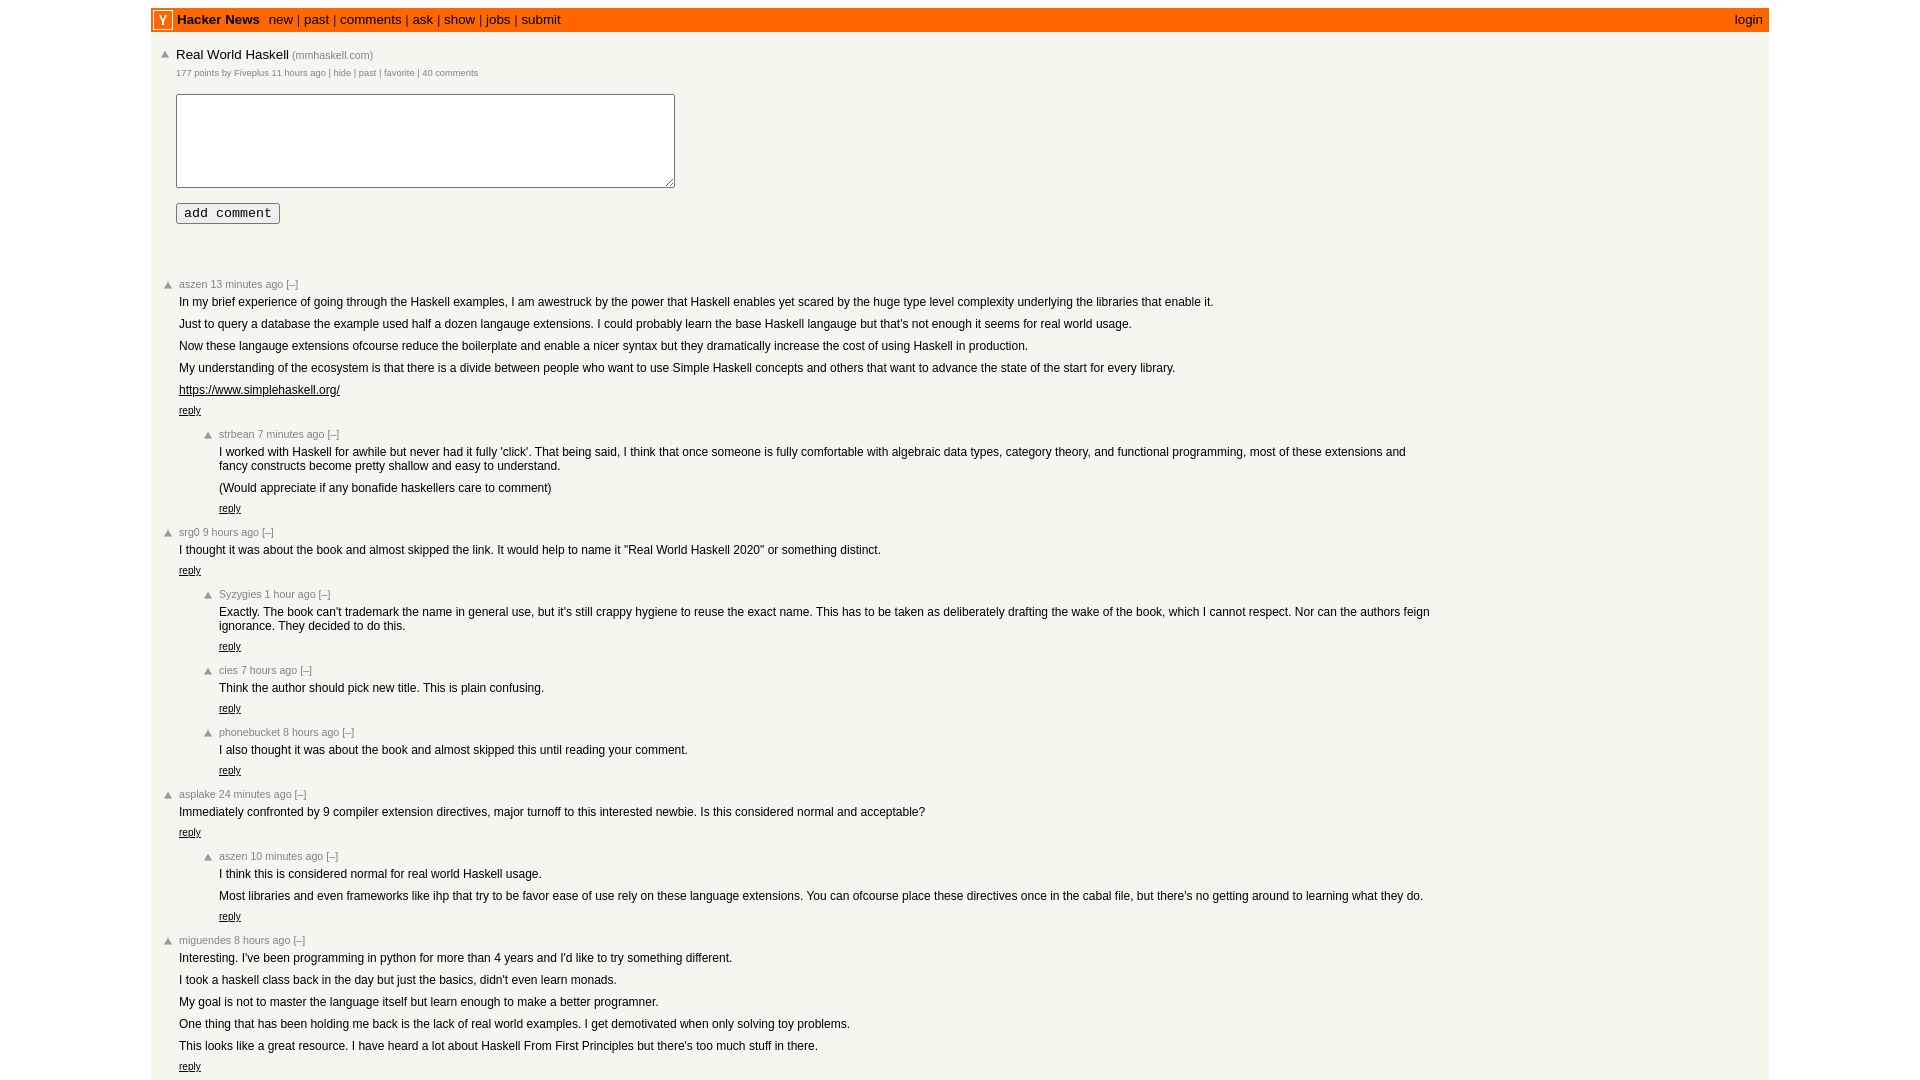 Y Hacker News new | past | comments | ask | show | jobs | submit login
Real World Haskell (mmhaskell.com)
177 points by Fiveplus 11 hours ago | hide | past | favorite | 40 comments
add comment
aszen 13 minutes ago [–]
In my brief experience of going through the Haskell examples, I am awestruck by the power that Haskell enables yet scared by the huge type level complexity underlying the libraries that enable it.
Just to query a database the example used half a dozen langauge extensions. I could probably learn the base Haskell langauge but that's not enough it seems for real world usage.
Now these langauge extensions ofcourse reduce the boilerplate and enable a nicer syntax but they dramatically increase the cost of using Haskell in production.
My understanding of the ecosystem is that there is a divide between people who want to use Simple Haskell concepts and others that want to advance the state of the start for every library.
https://www.simplehaskell.org/
reply
strbean 7 minutes ago [–]
I worked with Haskell for awhile but never had it fully 'click'. That being said, I think that once someone is fully comfortable with algebraic data types, category theory, and functional programming, most of these extensions and
fancy constructs become pretty shallow and easy to understand.
(Would appreciate if any bonafide haskellers care to comment)
reply
srg0 9 hours ago [–]
I thought it was about the book and almost skipped the link. It would help to name it "Real World Haskell 2020" or something distinct.
reply
Syzygies 1 hour ago [–]
Exactly. The book can't trademark the name in general use, but it's still crappy hygiene to reuse the exact name. This has to be taken as deliberately drafting the wake of the book, which I cannot respect. Nor can the authors feign
ignorance. They decided to do this.
reply
cies 7 hours ago [–]
Think the author should pick new title. This is plain confusing.
reply
phonebucket 8 hours ago [–]
I also thought it was about the book and almost skipped this until reading your comment.
reply
asplake 24 minutes ago [–]
Immediately confronted by 9 compiler extension directives, major turnoff to this interested newbie. Is this considered normal and acceptable?
reply
aszen 10 minutes ago [–]
I think this is considered normal for real world Haskell usage.
Most libraries and even frameworks like ihp that try to be favor ease of use rely on these language extensions. You can ofcourse place these directives once in the cabal file, but there's no getting around to learning what they do.
reply
miguendes 8 hours ago [–]
Interesting. I've been programming in python for more than 4 years and I'd like to try something different.
I took a haskell class back in the day but just the basics, didn't even learn monads.
My goal is not to master the language itself but learn enough to make a better programner.
One thing that has been holding me back is the lack of real world examples. I get demotivated when only solving toy problems.
This looks like a great resource. I have heard a lot about Haskell From First Principles but there's too much stuff in there.
reply